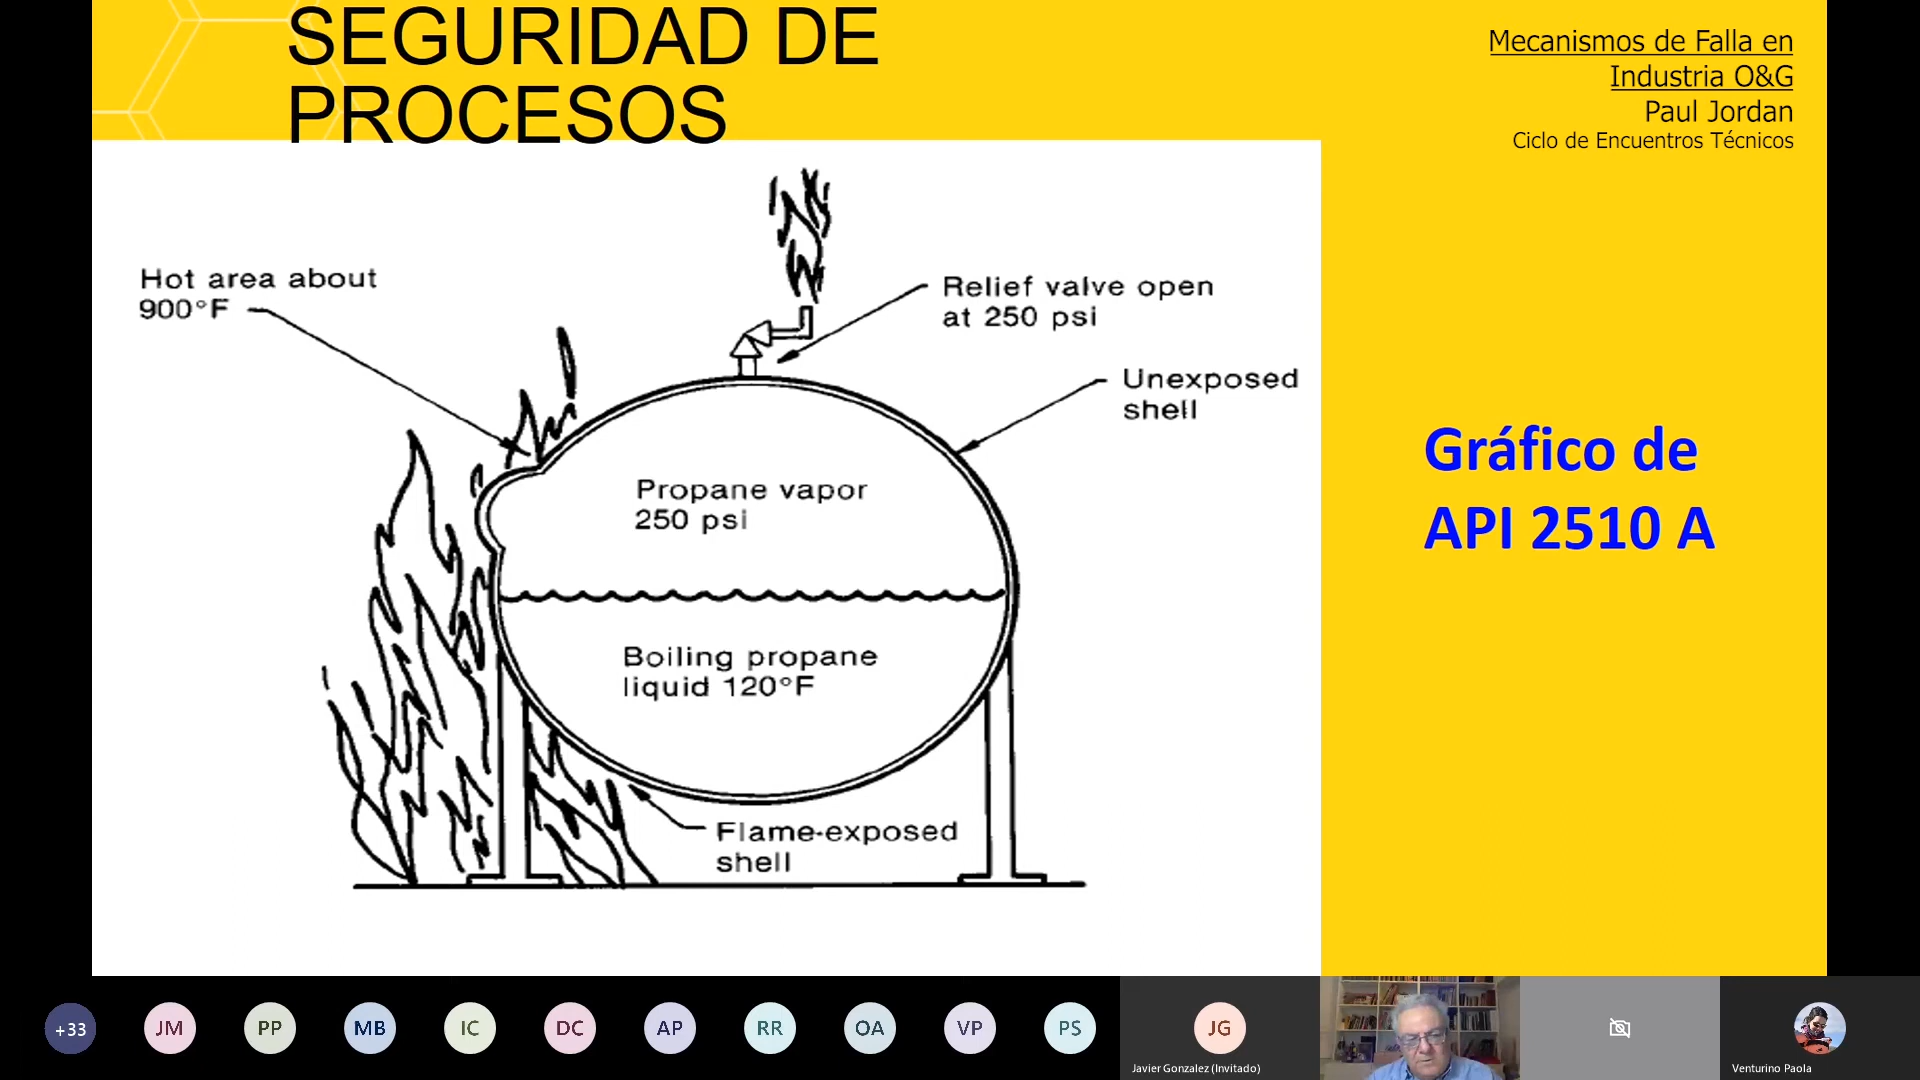 SEGURIDAD DE
PROCESOS
Mecanismos de Falla en
Industria O&G
Paul Jordan
Ciclo de Encuentros Técnicos
Hot area about
900°F
Relief valve open
at 250 psi
Unexposed
shell
Propane vapor
250 psi
Boiling propane
liquid 120°F
Flame-exposed
shell
Gráfico de
API 2510 A
+33
JM
PP
MB
IC
DC
AP
RR
OA
VP
PS
JG
Javier Gonzalez (Invitado)
Venturino Paola